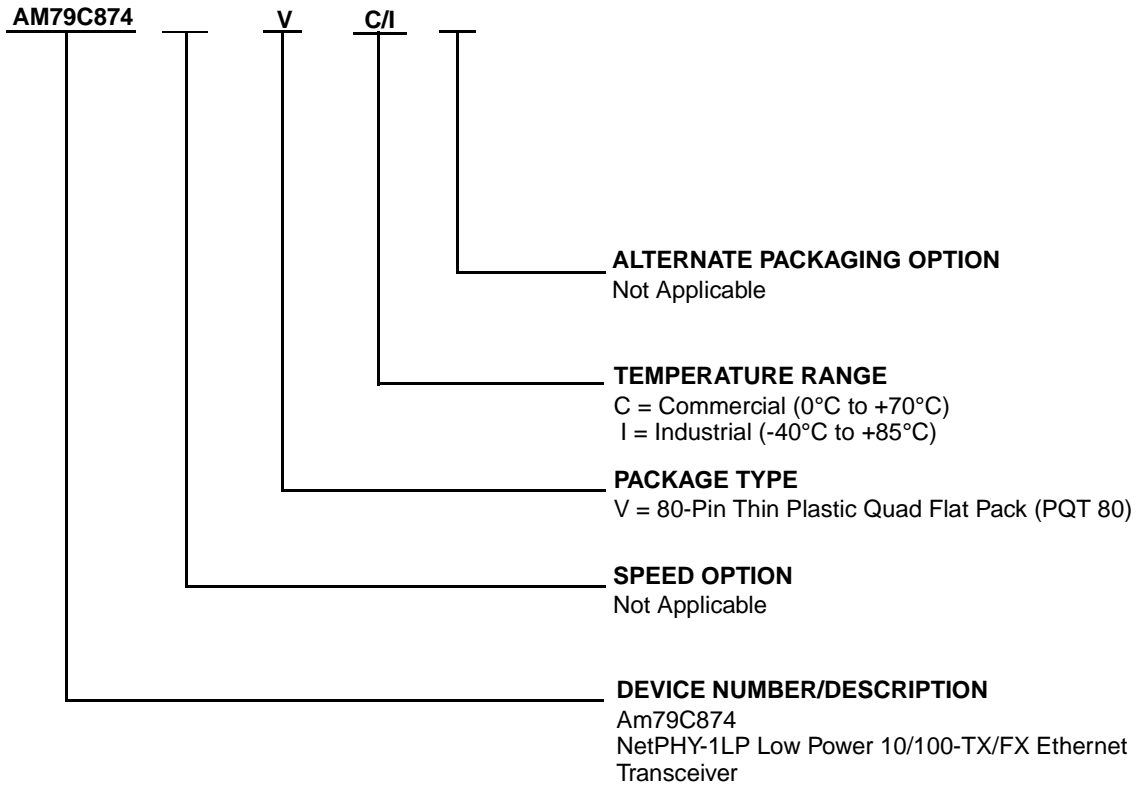 AM79C874 V C/I
ALTERNATE PACKAGING OPTION
Not Applicable
TEMPERATURE RANGE
C = Commercial (0°C to +70°C)
I = Industrial (-40°C to +85°C)
PACKAGE TYPE
V = 80-Pin Thin Plastic Quad Flat Pack (PQT 80)
SPEED OPTION
Not Applicable
DEVICE NUMBER/DESCRIPTION
Am79C874
NetPHY-1LP Low Power 10/100-TX/FX Ethernet
Transceiver